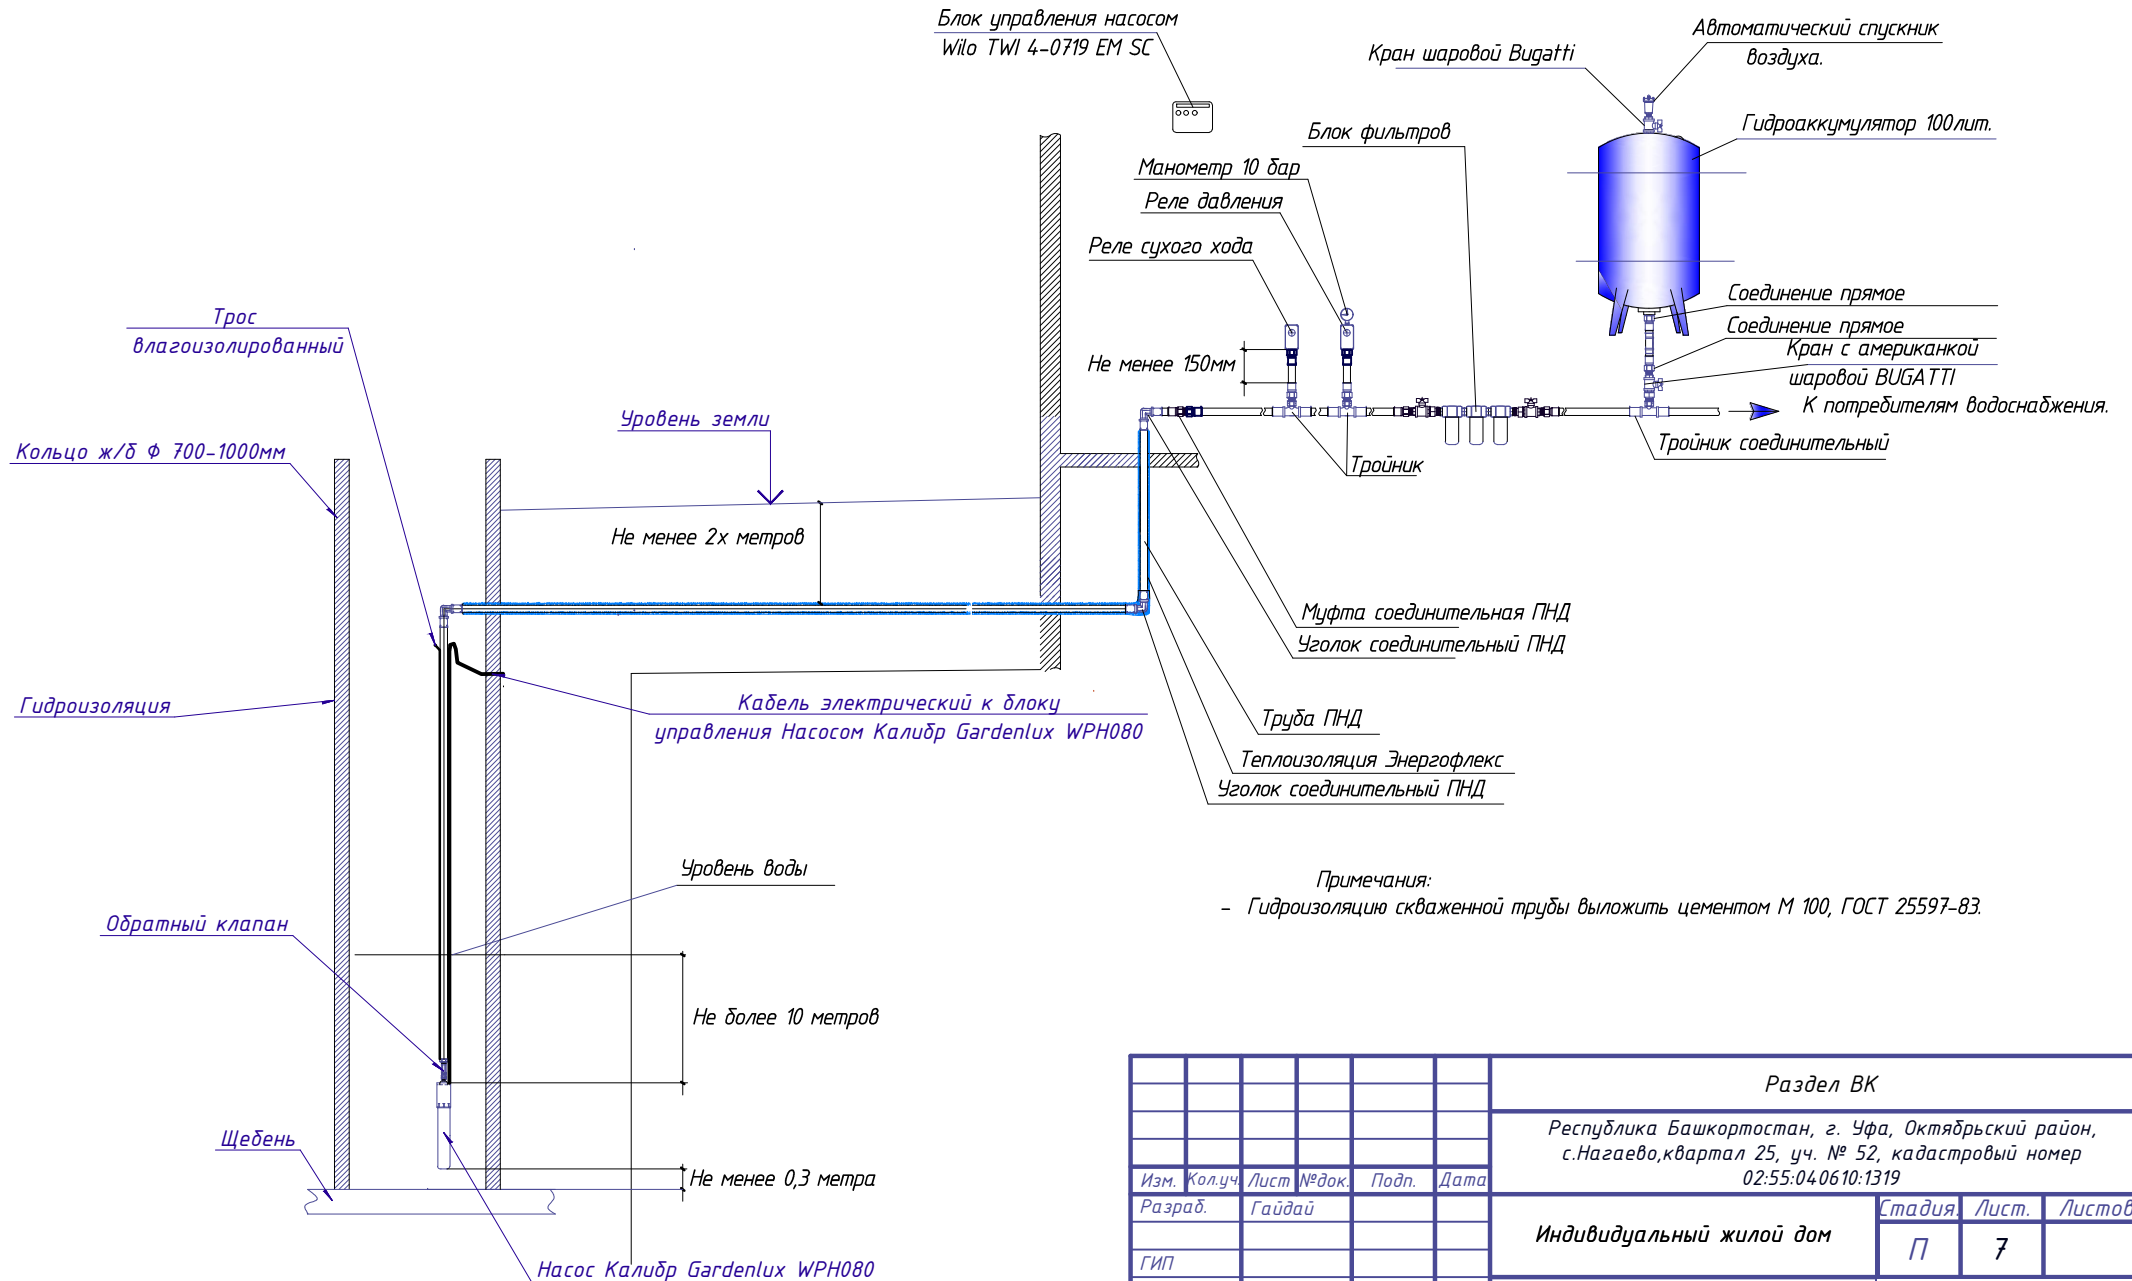 Блок управления насосом
Wilo TWI 4-0719 EM SC
Кран шаровой Bugatti
Автоматический спускник
воздуха.
Гидроаккумулятор 100лит.
Блок фильтров
Манометр 10 бар
Реле давления
Реле сухого хода
Соединение прямое
Соединение прямое
Кран с американкой
шаровой BUGATTI
К потребителям водоснабжения.
Не менее 150мм
Тройник соединительный
Тройник
Трос
влагоизолированный
Уровень земли
Кольцо ж/б Ф 700-1000мм
Не менее 2х метров
Муфта соединительная ПНД
Уголок соединительный ПНД
Гидроизоляция
Кабель электрический к блоку
управления Насосом Калибр Gardenlux WPH080
Труба ПНД
Теплоизоляция Энергофлекс
Уголок соединительный ПНД
Уровень воды
Обратный клапан
Примечания:
- Гидроизоляцию скваженной трубы выложить цементом М 100, ГОСТ 25597-83.
Не более 10 метров
Щебень
Не менее 0,3 метра
Насос Калибр Gardenlux WPH080
Раздел ВК
Республика Башкортостан, г. Уфа, Октябрьский район,
с.Нагаево,квартал 25, уч. № 52, кадастровый номер
02:55:040610:1319
Изм. Кол.уч. Лист №док. Подп. Дата
Разраб. Гайдай
Индивидуальный жилой дом
Стадия. Лист. Листов
П 7
ГИП